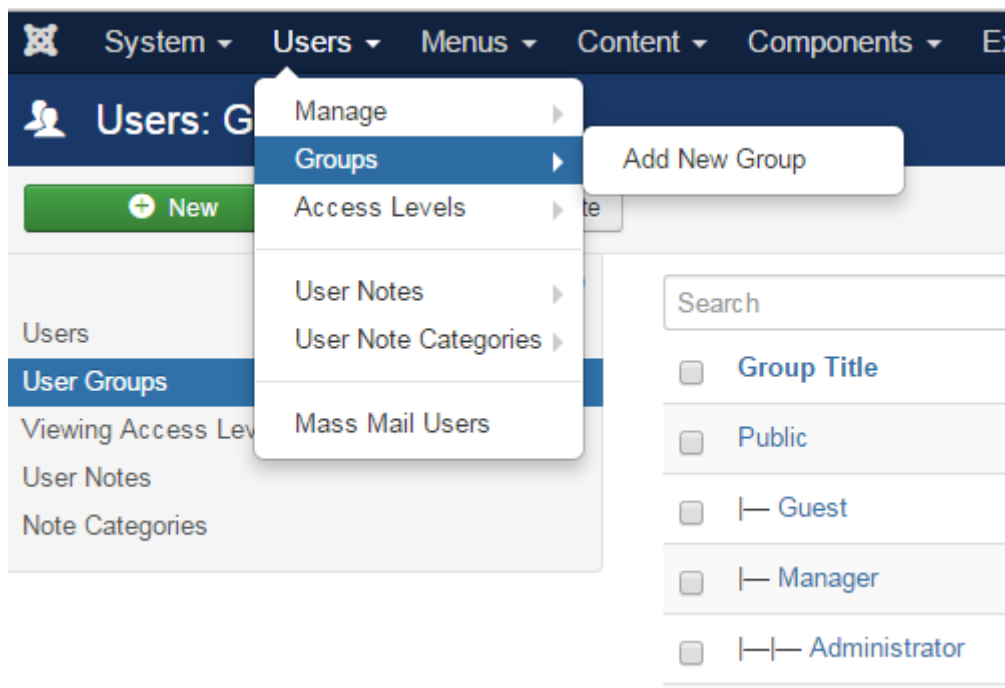 System Users Menus Content Components
Users: G
Manage
Groups
Add New Group
Access Levels
New
User Notes
User Note Categories
Mass Mail Users
Users
User Groups
Viewing Access Lev
User Notes
Note Categories
Search
Group Title
Public
|— Guest
|— Manager
|—|— Administrator